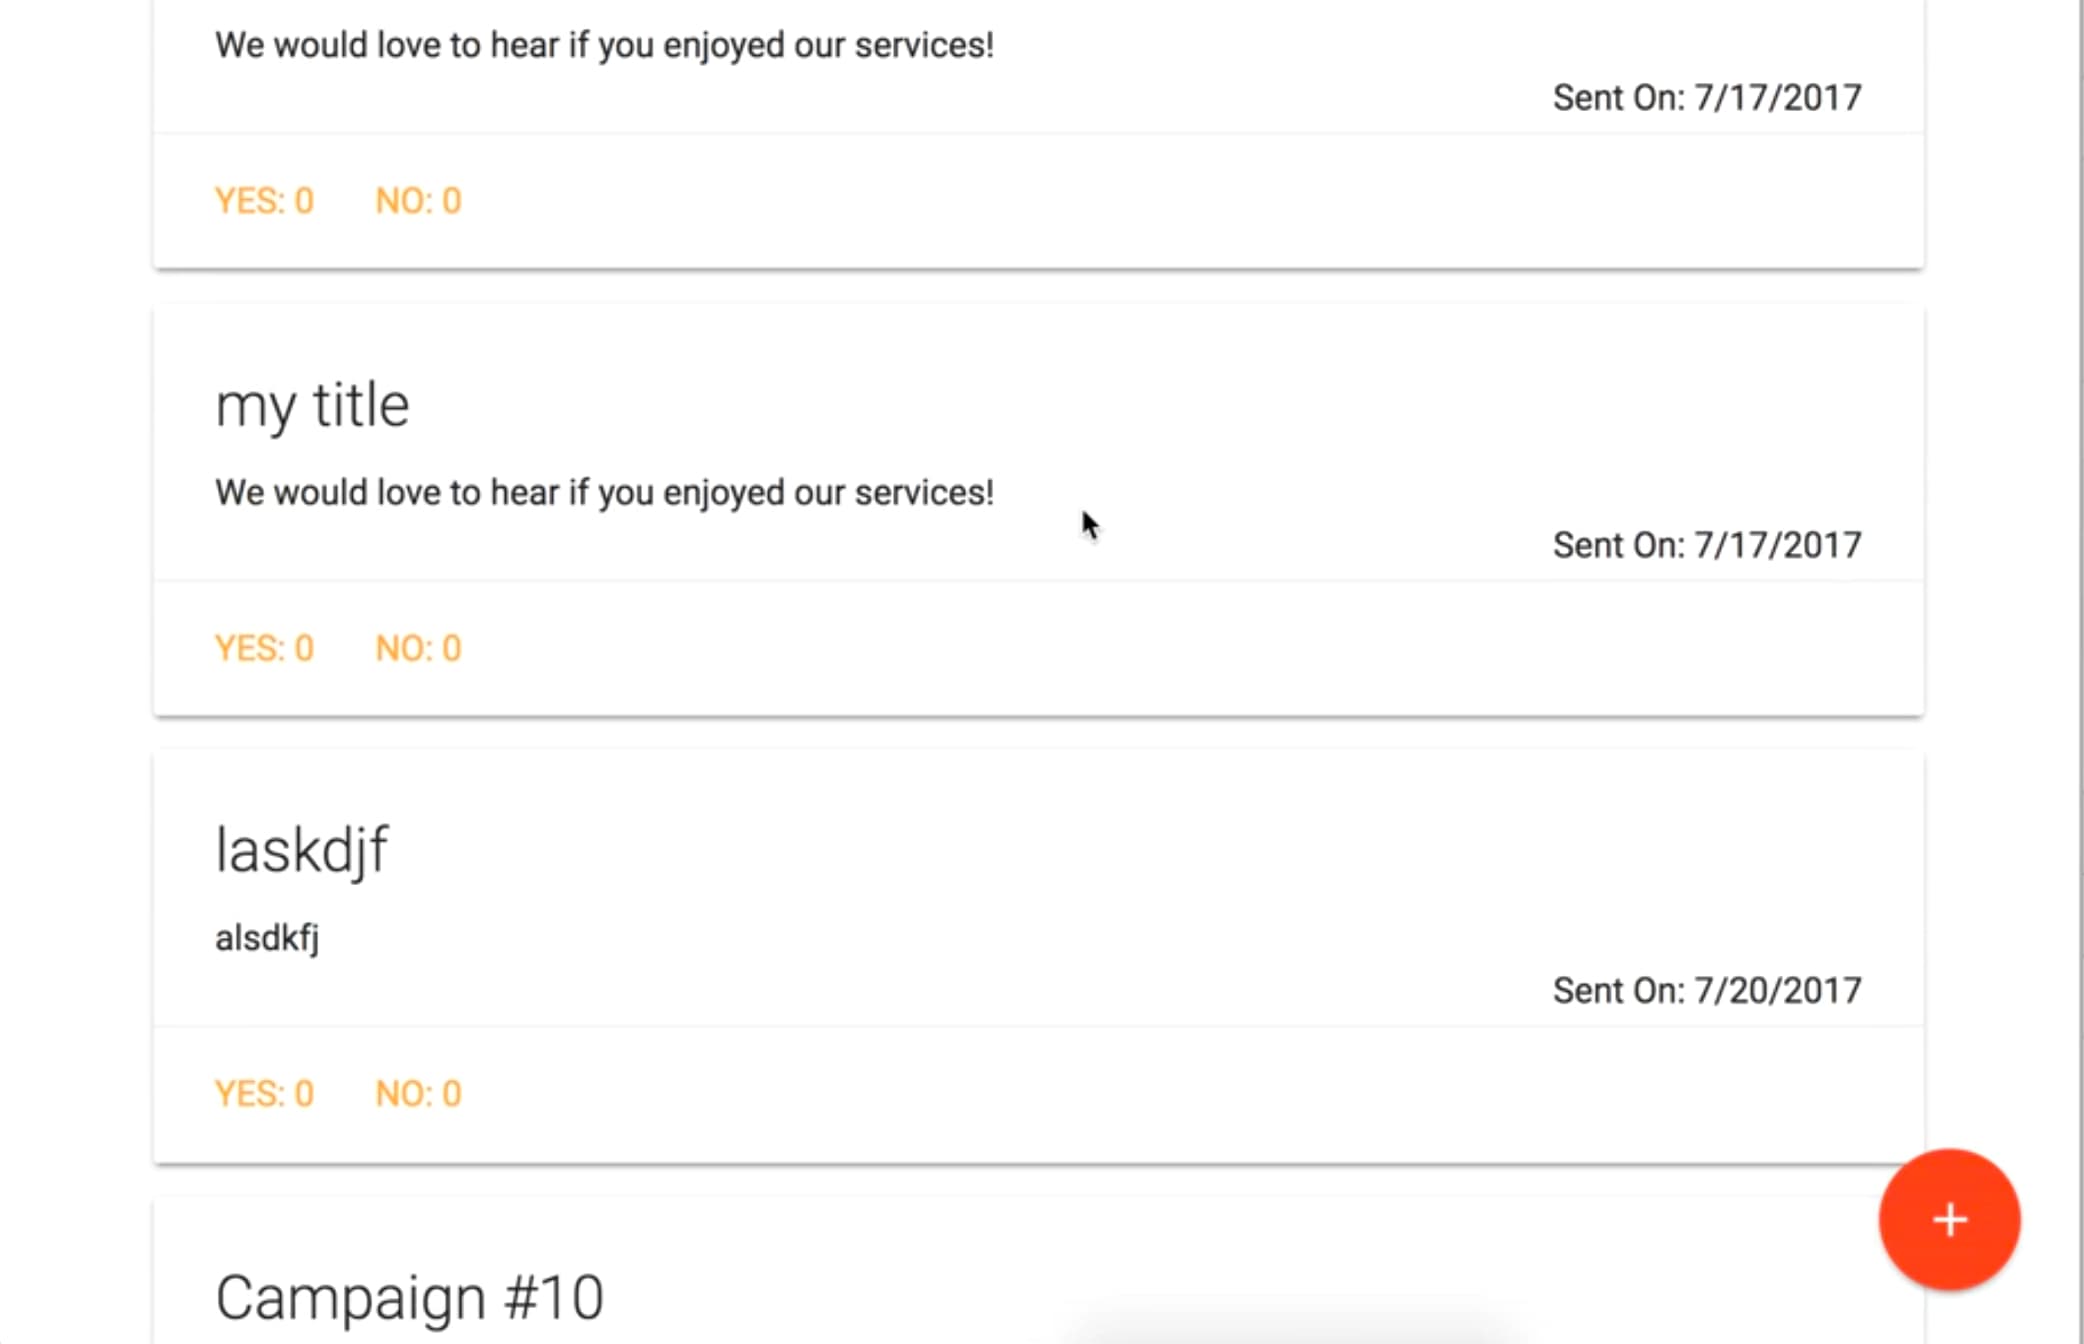 We would love to hear if you enjoyed our services!
Sent On: 7/17/2017
YES: 0 NO: 0
my title
We would love to hear if you enjoyed our services!
Sent On: 7/17/2017
YES: 0 NO: 0
laskdjf
alsdkfj
Sent On: 7/20/2017
YES: 0 NO: 0
+
Campaign #10